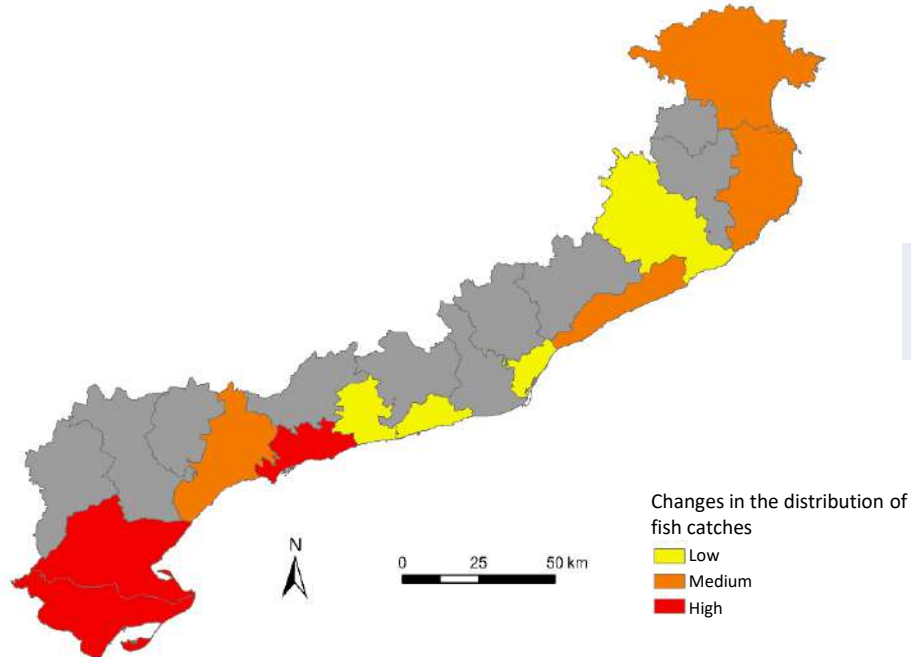 Changes in the distribution of
fish catches
Low
N
0 25 50 km
Medium
High